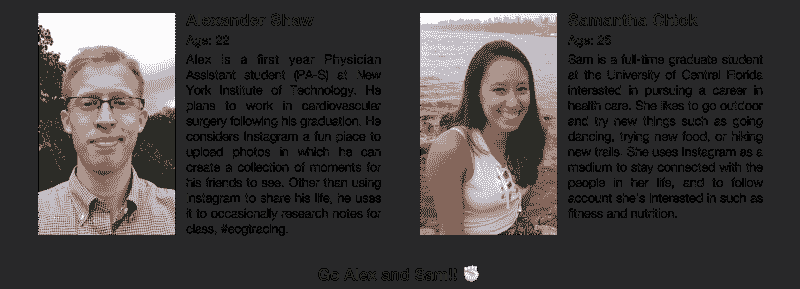 Alexander Shaw
Age: 22
Alex is a first year Physician
Assistant student (PA-S) at New
York Institute of Technology. He
plans to work in cardiovascular
surgery following his graduation. He
considers Instagram a fun place to
upload photos in which he can
create a collection of moments for
his friends to see. Other than using
Instagram to share his life, he uses
it to occasionally research notes for
class, #ecgtracing.
Samantha Chiok
Age: 25
Sam is a full-time graduate student
at the University of Central Florida
interested in pursuing a career in
health care. She likes to go outdoor
and try new things such as going
dancing, trying new food, or hiking
new trails. She uses Instagram as a
medium to stay connected with the
people in her life, and to follow
account she's interested in such as
fitness and nutrition.
Go Alex and Sam!! ✊